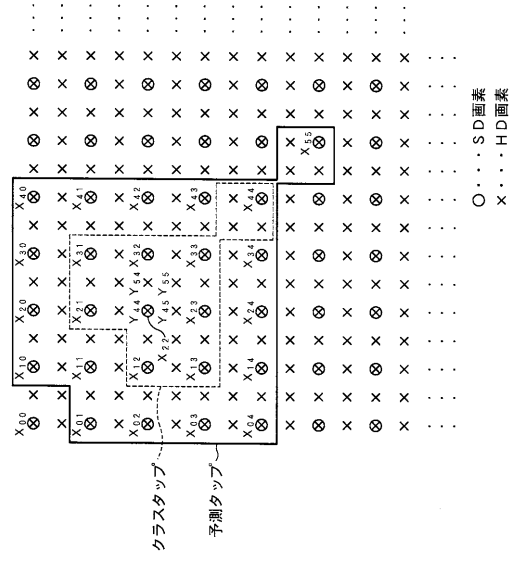 X00 X10 X20 X30 X40
X01 X11 X21 X31 X41
X02 X12 Y44 Y54 X32 X42
X22 Y45 Y55
X03 X13 X23 X33 X43
X04 X14 X24 X34 X44
X55
クラスタップ
予測タップ
○・・・SD画素
×・・・HD画素